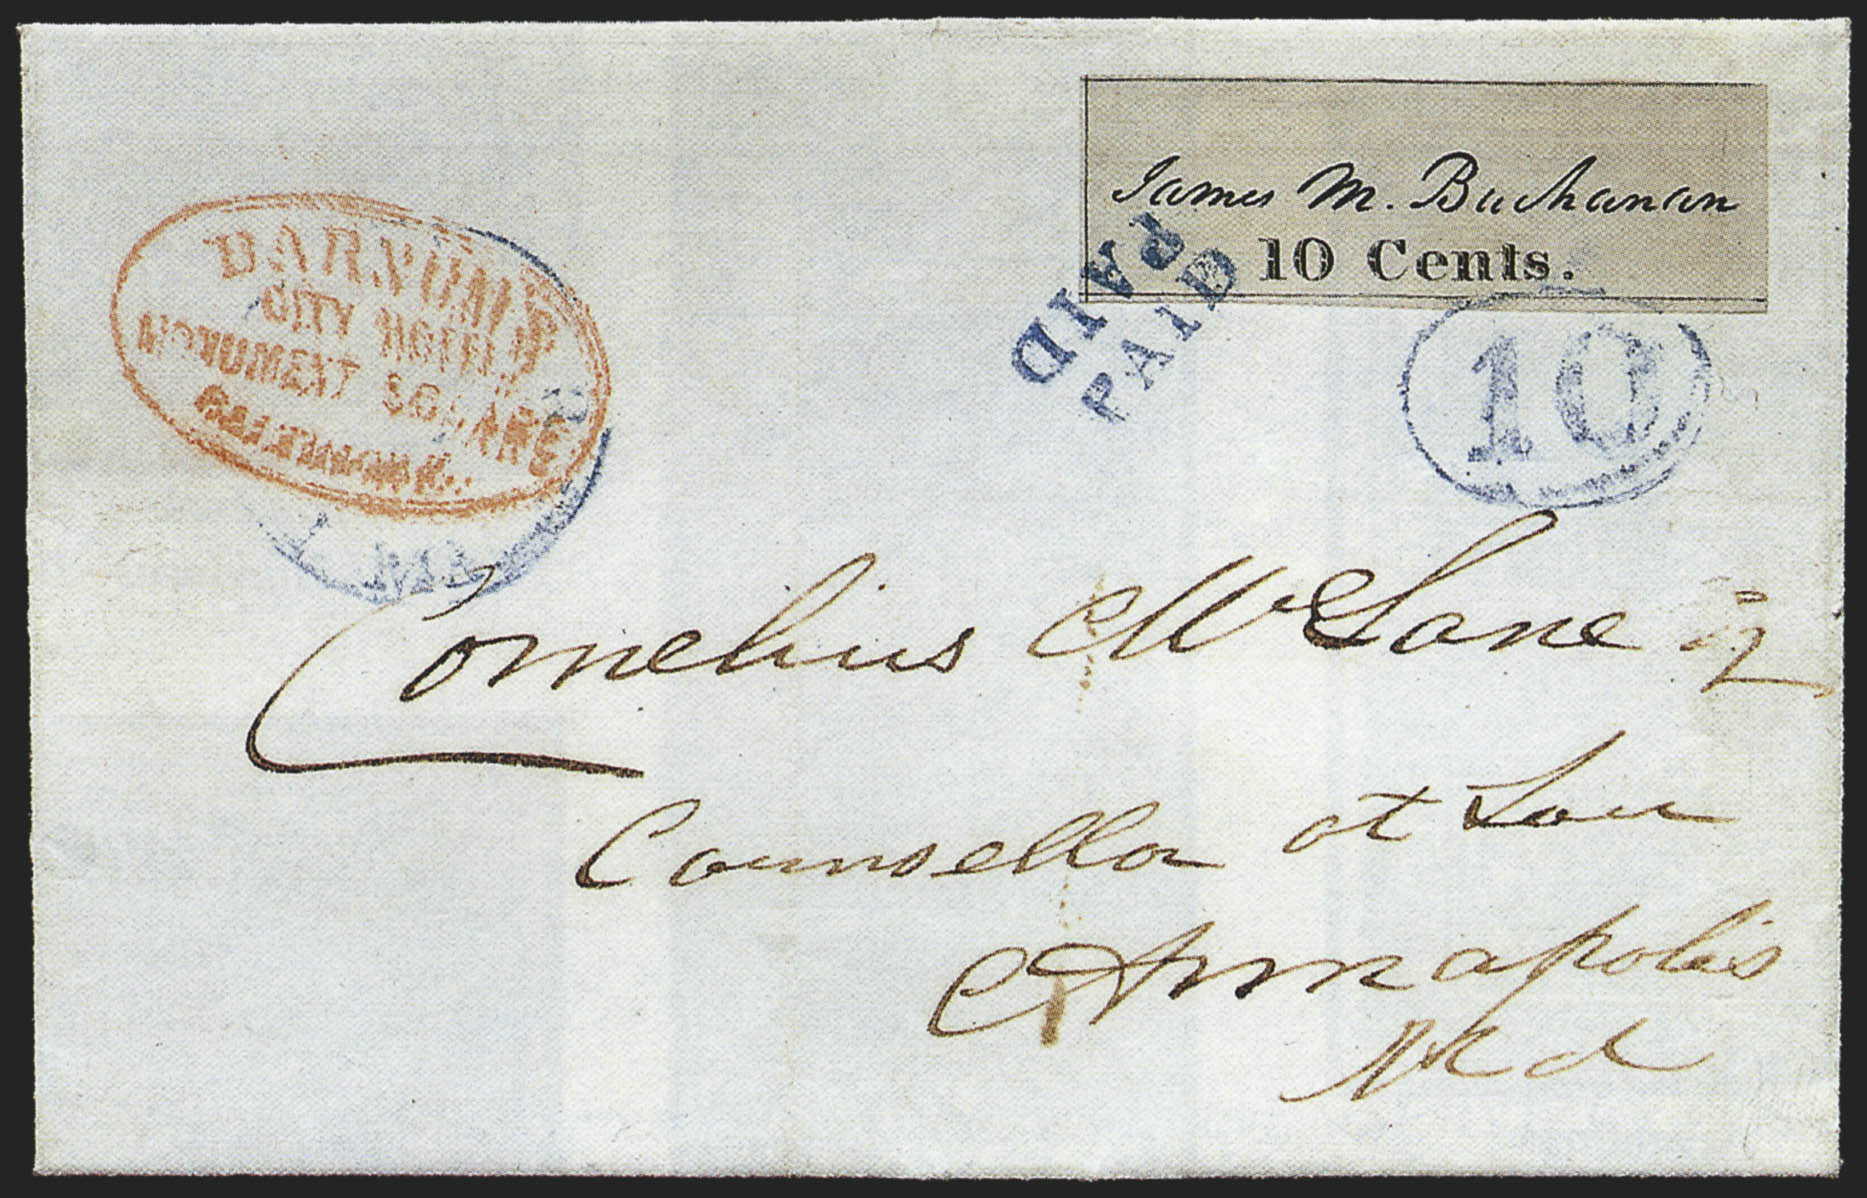 James M. Buchanan
10 Cents.
PAID
PAID
10
BARNUM'S
CITY HOTEL
MONUMENT SQUARE
BALTIMORE.
Cornelius McLane
Counsellor at Law
Annapolis
Md